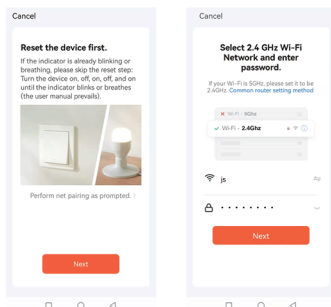 Cancel
Reset the device first.
If the indicator is already blinking or
breathing, please skip the reset step:
Turn the device on, off, on, off, and on
until the indicator blinks or breathes
(the user manual prevails).
Perform net pairing as prompted. >
Next
Cancel
Select 2.4 GHz Wi-Fi
Network and enter
password.
If your Wi-Fi is 5GHz, please set it to be
2.4GHz. Common router setting method
Wi-Fi - 5Ghz
Wi-Fi - 2.4Ghz
js
Next